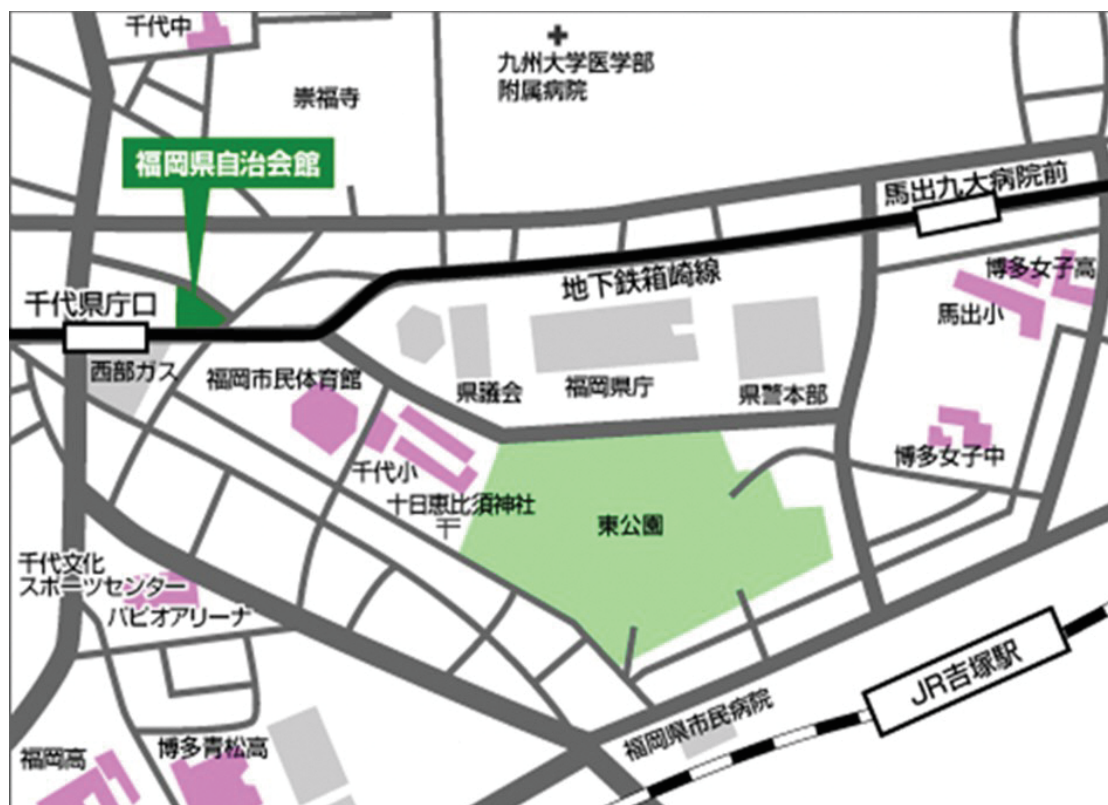 千代中
九州大学医学部
附属病院
崇福寺
福岡県自治会館
馬出九大病院前
地下鉄箱崎線
博多女子高
馬出小
千代県庁口
西部ガス
福岡市民体育館
県議会
福岡県庁
県警本部
千代小
十日恵比須神社
東公園
博多女子中
千代文化
スポーツセンター
パピオアリーナ
JR吉塚駅
福岡県市民病院
博多青松高
福岡高